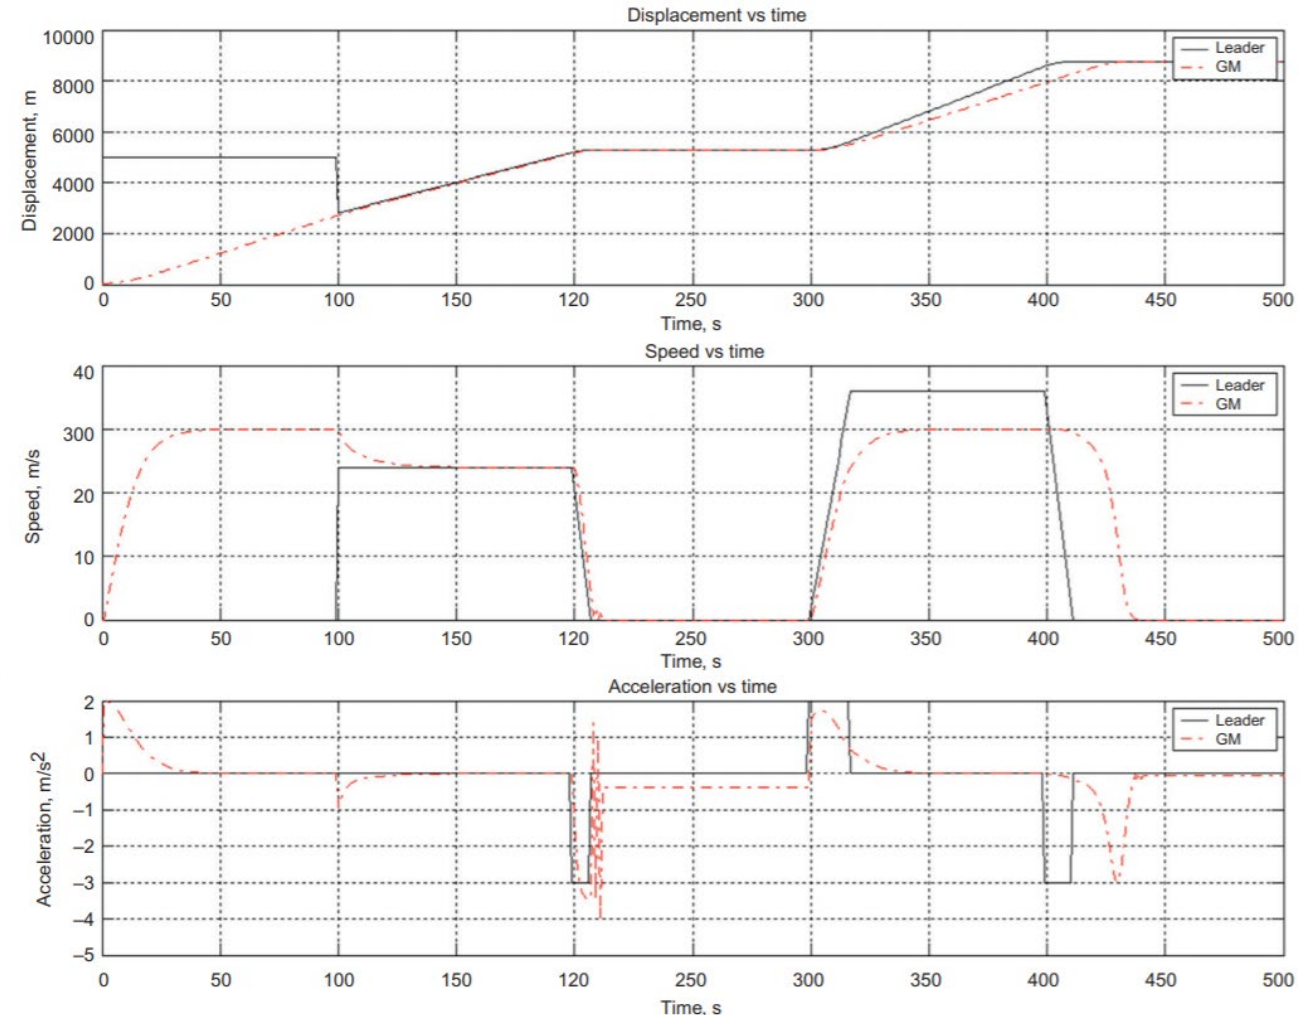 Displacement vs time
Displacement, m
10000
8000
6000
4000
2000
0
Leader
GM
0 50 100 150 120 250 300 350 400 450 500
Time, s
Speed vs time
Speed, m/s
40
300
20
10
0
Leader
GM
0 50 100 150 120 250 300 350 400 450 500
Time, s
Acceleration vs time
Acceleration, m/s2
2
1
0
–1
–2
–3
–4
–5
Leader
GM
0 50 100 150 120 250 300 350 400 450 500
Time, s